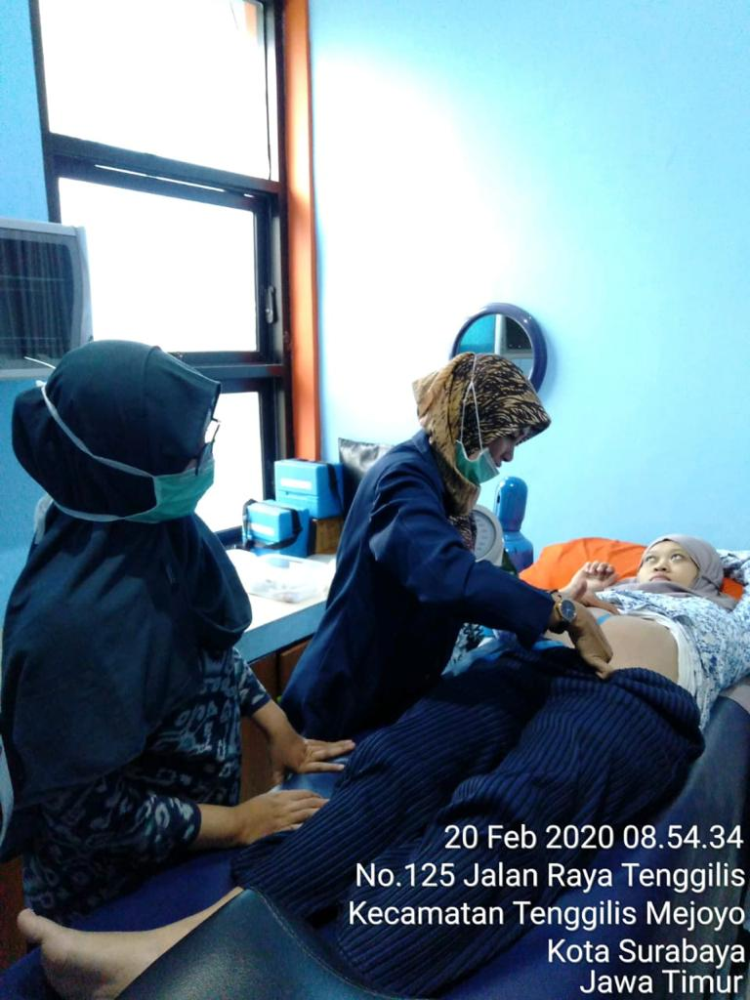 20 Feb 2020 08.54.34
No.125 Jalan Raya Tenggilis
Kecamatan Tenggilis Mejoyo
Kota Surabaya
Jawa Timur